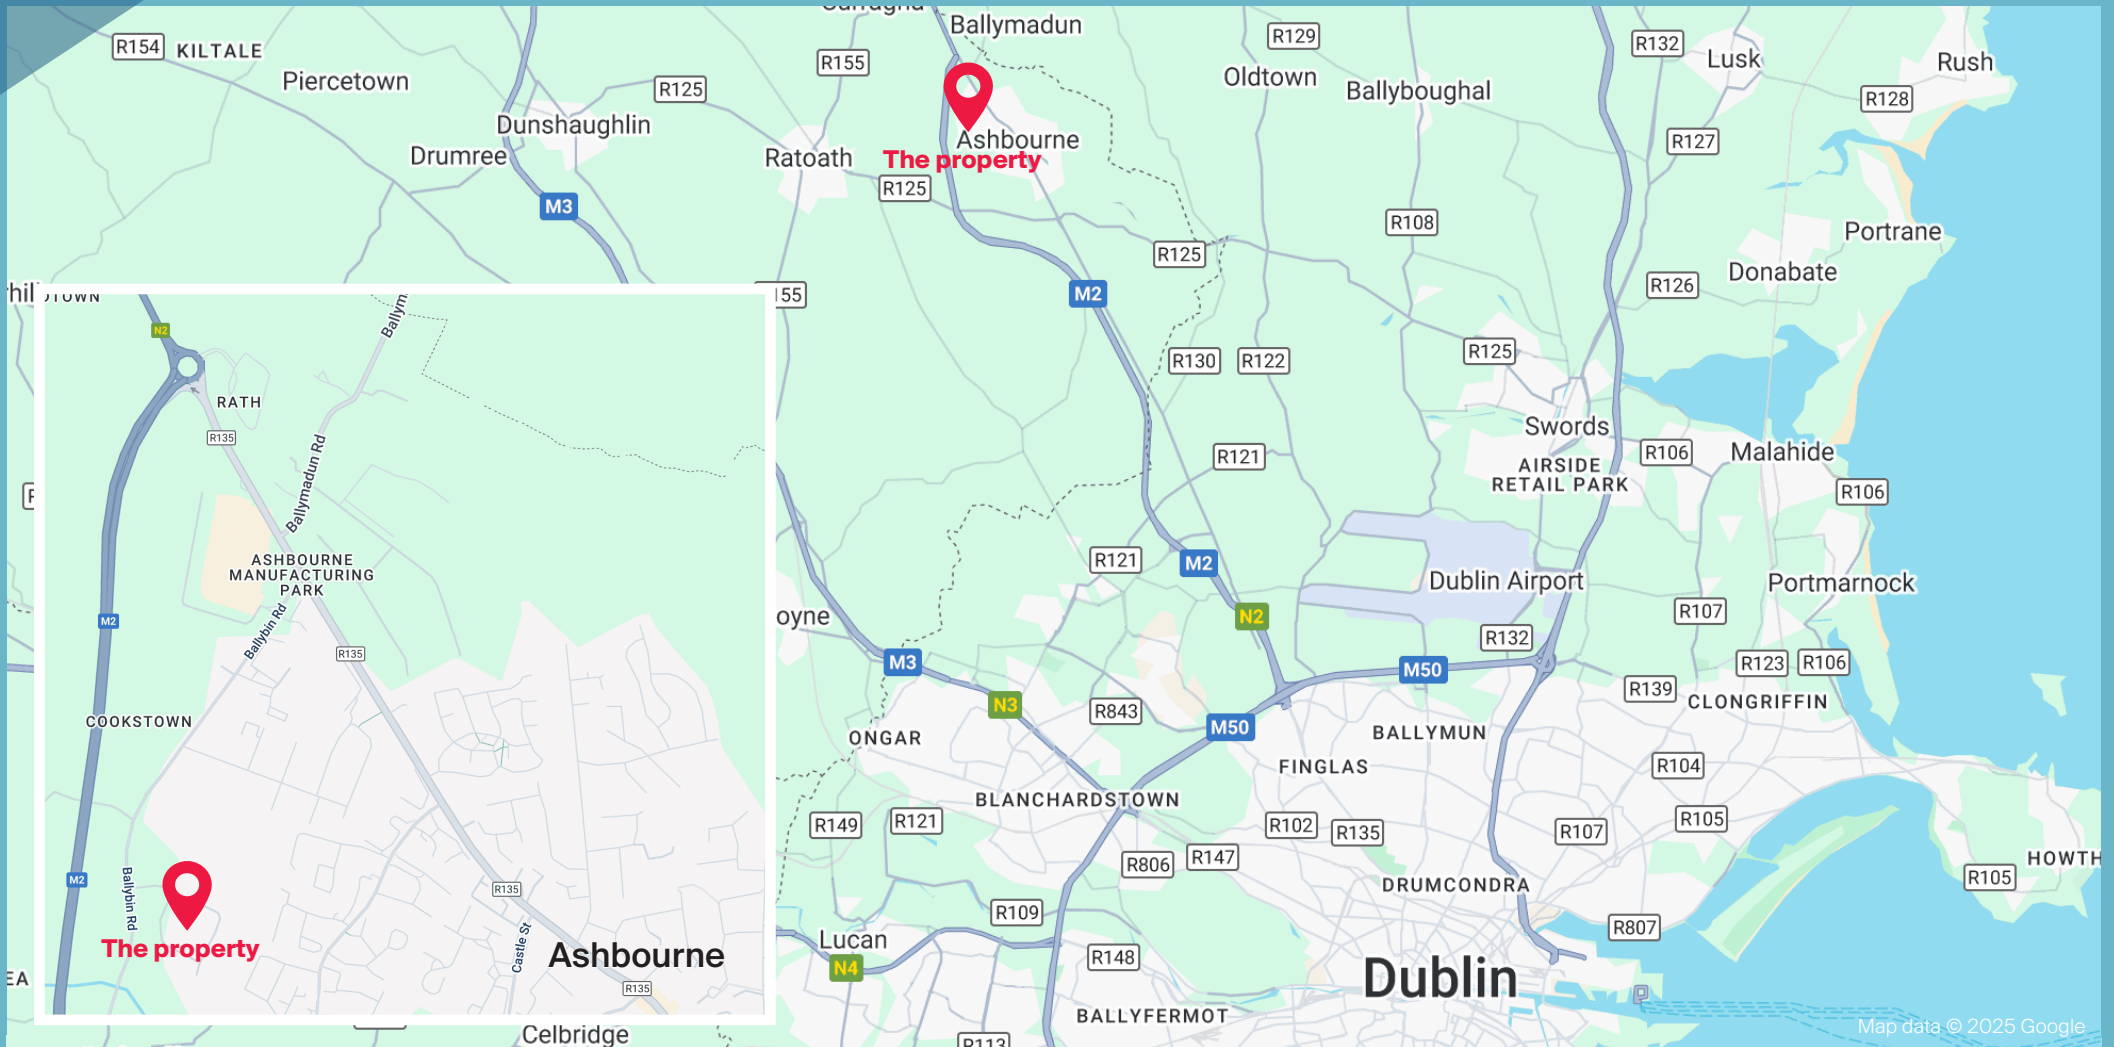 Ballymadun
R154
KILTALE
R129
R132
Lusk
Rush
R155
Piercetown
R125
Oldtown
Ballyboughal
R128
Dunshaughlin
Ashbourne
R127
Drumree
Ratoath
The property
R125
M3
R108
Portrane
R125
Donabate
R126
M2
155
R125
R130
R122
Swords
R106
Malahide
AIRSIDE
RETAIL PARK
R121
R106
R121
M2
Dublin Airport
Portmarnock
oyne
N2
R107
R132
M3
M50
R123
R106
R139
N3
R843
CLONGRIFFIN
M50
BALLYMUN
ONGAR
FINGLAS
R104
BLANCHARDSTOWN
R149
R121
R102
R135
R107
R105
R806
R147
HOWTH
R105
DRUMCONDRA
R109
R807
Lucan
N4
R148
Dublin
EA
BALLYFERMOT
Celbridge
R113
Map data © 2025 Google
N2
Ballym
RATH
R135
Ballymadun Rd
ASHBOURNE
MANUFACTURING
PARK
Ballybin Rd
M2
R135
COOKSTOWN
M2
Ballybin Rd
R135
The property
Castle St
Ashbourne
R135